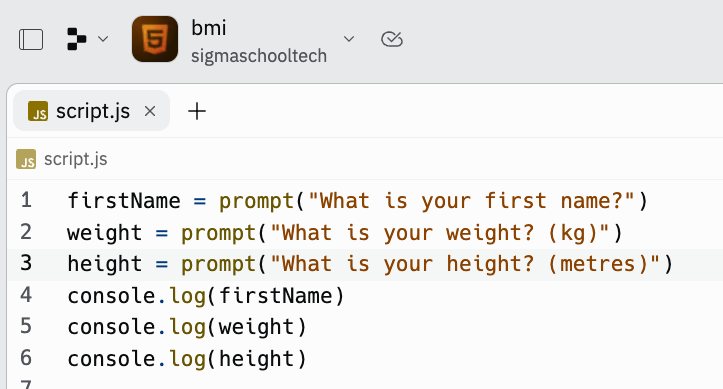 bmi
sigmaschooltech
JS script.js × +
JS script.js
1 firstName = prompt("What is your first name?")
2 weight = prompt("What is your weight? (kg)")
3 height = prompt("What is your height? (metres)")
4 console.log(firstName)
5 console.log(weight)
6 console.log(height)
7